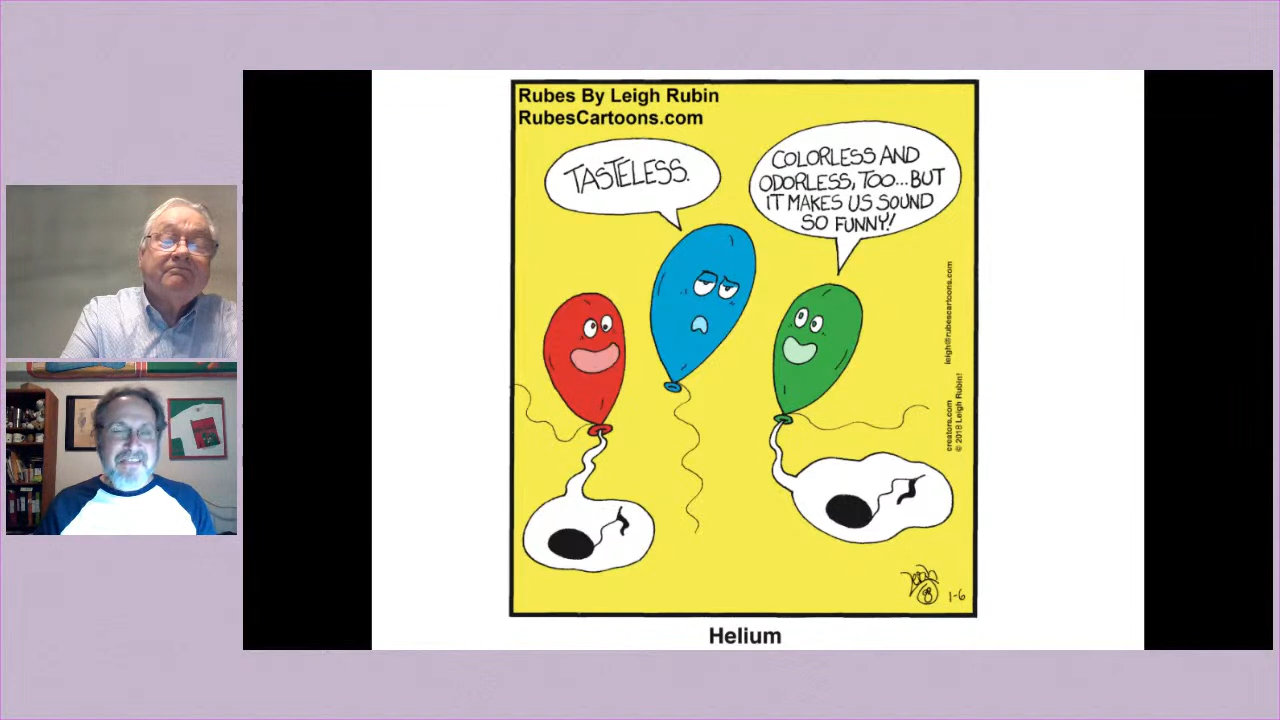 Rubes By Leigh Rubin
RubesCartoons.com
TASTELESS.
COLORLESS AND
ODORLESS, TOO...BUT
IT MAKES US SOUND
SO FUNNY!
creators.com
leigh@rubescartoons.com
© 2018 Leigh Rubin!
1-6
Helium